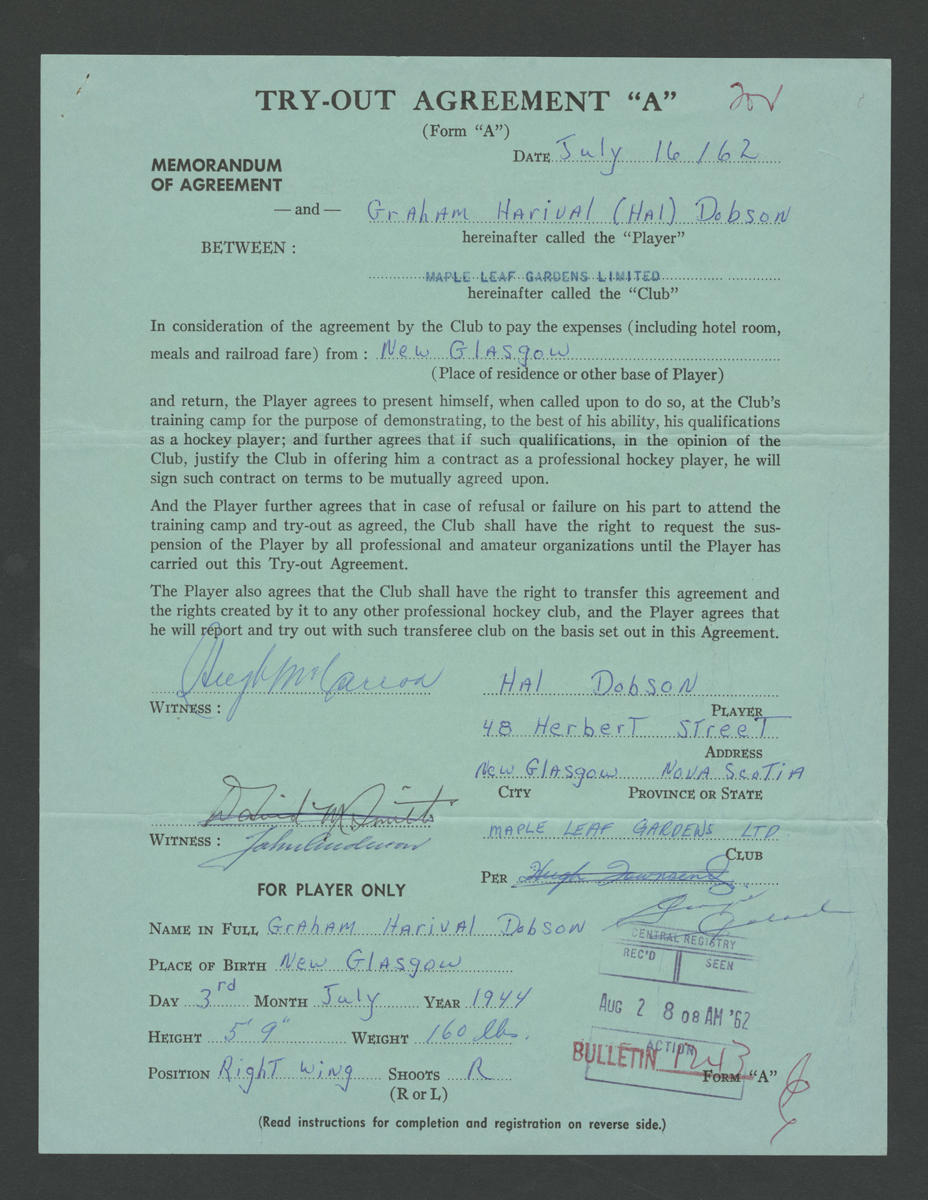 TRY-OUT AGREEMENT “A”
(Form “A”)
DATE July 16/62
MEMORANDUM
OF AGREEMENT
— and — Graham Harival (Hal) Dobson
hereinafter called the “Player”
BETWEEN :
MAPLE LEAF GARDENS LIMITED
hereinafter called the “Club”
In consideration of the agreement by the Club to pay the expenses (including hotel room,
meals and railroad fare) from : New Glasgow
(Place of residence or other base of Player)
and return, the Player agrees to present himself, when called upon to do so, at the Club’s
training camp for the purpose of demonstrating, to the best of his ability, his qualifications
as a hockey player; and further agrees that if such qualifications, in the opinion of the
Club, justify the Club in offering him a contract as a professional hockey player, he will
sign such contract on terms to be mutually agreed upon.
And the Player further agrees that in case of refusal or failure on his part to attend the
training camp and try-out as agreed, the Club shall have the right to request the sus-
pension of the Player by all professional and amateur organizations until the Player has
carried out this Try-out Agreement.
The Player also agrees that the Club shall have the right to transfer this agreement and
the rights created by it to any other professional hockey club, and the Player agrees that
he will report and try out with such transferee club on the basis set out in this Agreement.
Hugh McCarron Hal Dobson
WITNESS : PLAYER
48 Herbert Street
ADDRESS
New Glasgow Nova Scotia
CITY PROVINCE OR STATE
David M Smith
WITNESS : John Anderson
MAPLE LEAF GARDENS LTD
CLUB
PER Hugh Townsend
FOR PLAYER ONLY
NAME IN FULL Graham Harival Dobson
CENTRAL REGISTRY
REC'D SEEN
PLACE OF BIRTH New Glasgow
DAY 3rd MONTH July YEAR 1944
AUG 2 8 08 AM '62
HEIGHT 5' 9" WEIGHT 160 lbs.
ACTION
BULLETIN 1243
POSITION Right Wing SHOOTS R
FORM “A”
(R or L)
(Read instructions for completion and registration on reverse side.)